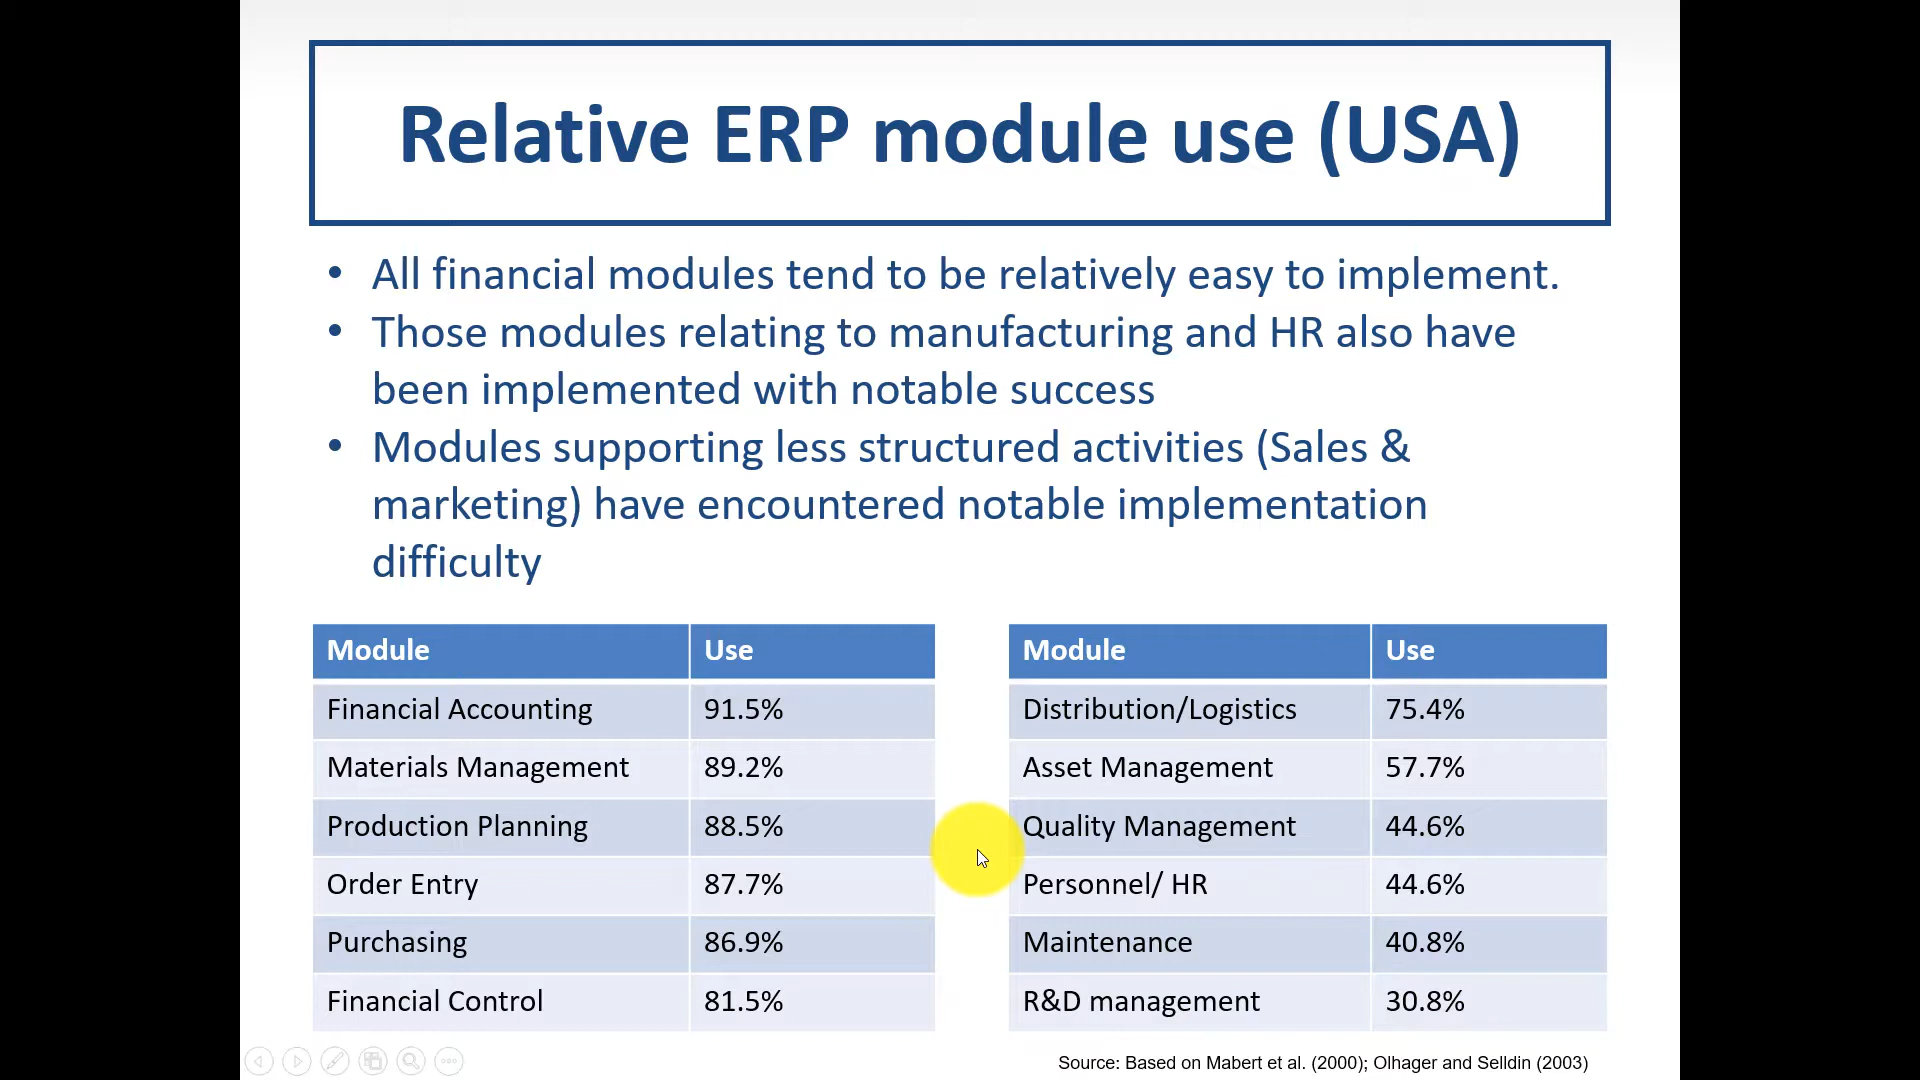 Relative ERP module use (USA)
• All financial modules tend to be relatively easy to implement.
• Those modules relating to manufacturing and HR also have
been implemented with notable success
• Modules supporting less structured activities (Sales &
marketing) have encountered notable implementation
difficulty
Module Use
Financial Accounting 91.5%
Materials Management 89.2%
Production Planning 88.5%
Order Entry 87.7%
Purchasing 86.9%
Financial Control 81.5%
Module Use
Distribution/Logistics 75.4%
Asset Management 57.7%
Quality Management 44.6%
Personnel/ HR 44.6%
Maintenance 40.8%
R&D management 30.8%
Source: Based on Mabert et al. (2000); Olhager and Selldin (2003)